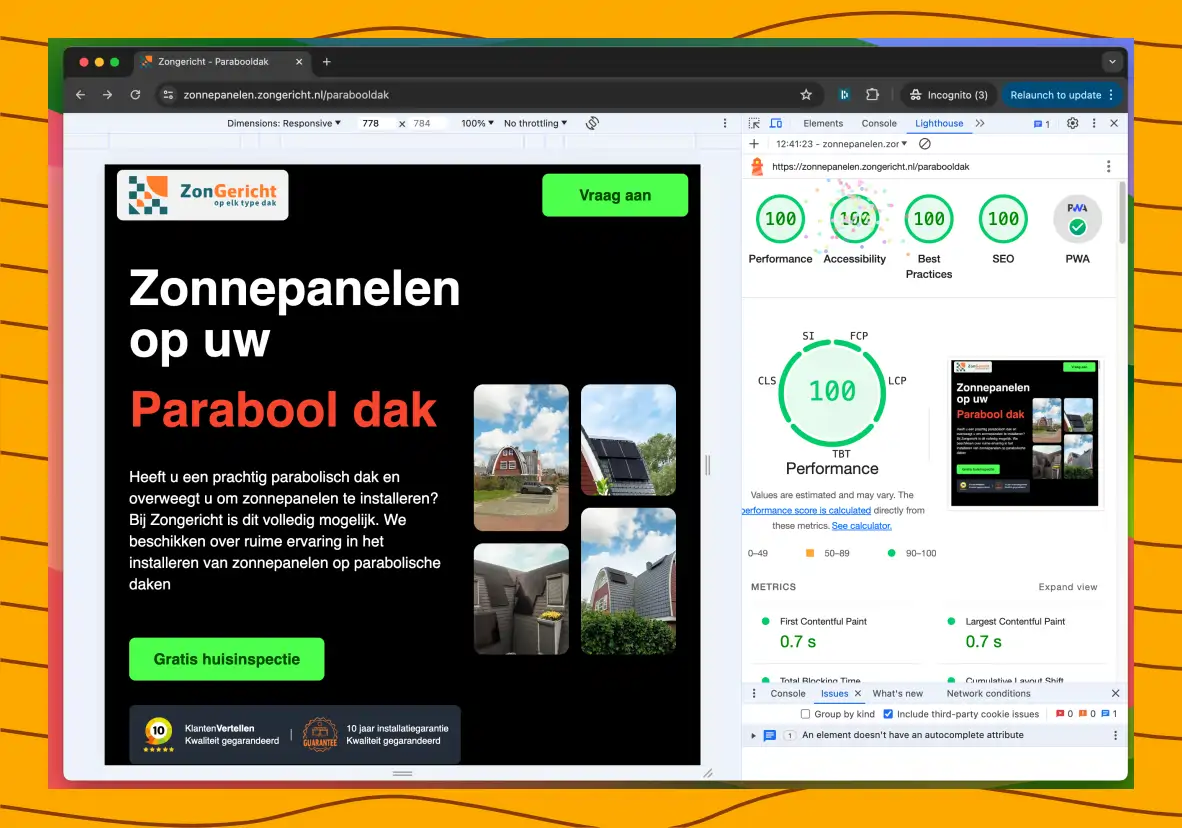 Zongericht - Parabooldak
zonnepanelen.zongericht.nl/parabooldak
Incognito (3)
Relaunch to update
Dimensions: Responsive
778 x 784
100%
No throttling
Elements
Console
Lighthouse
1
12:41:23 - zonnepanelen.zor
https://zonnepanelen.zongericht.nl/parabooldak
ZonGericht
op elk type dak
Vraag aan
Zonnepanelen
op uw
Parabool dak
Heeft u een prachtig parabolisch dak en
overweegt u om zonnepanelen te installeren?
Bij Zongericht is dit volledig mogelijk. We
beschikken over ruime ervaring in het
installeren van zonnepanelen op parabolische
daken
Gratis huisinspectie
10
KlantenVertellen
Kwaliteit gegarandeerd
GUARANTEE
10 jaar installatiegarantie
Kwaliteit gegarandeerd
100
100
100
100
PWA
Performance
Accessibility
Best
Practices
SEO
PWA
SI
FCP
CLS
LCP
100
TBT
Performance
Values are estimated and may vary. The
performance score is calculated directly from
these metrics. See calculator.
Zonnepanelen
op uw
Parabool dak
0–49
50–89
90–100
METRICS
Expand view
First Contentful Paint
0.7 s
Largest Contentful Paint
0.7 s
Total Blocking Time
Cumulative Layout Shift
Console
Issues
What's new
Network conditions
Group by kind
Include third-party cookie issues
0
0
1
1
An element doesn't have an autocomplete attribute